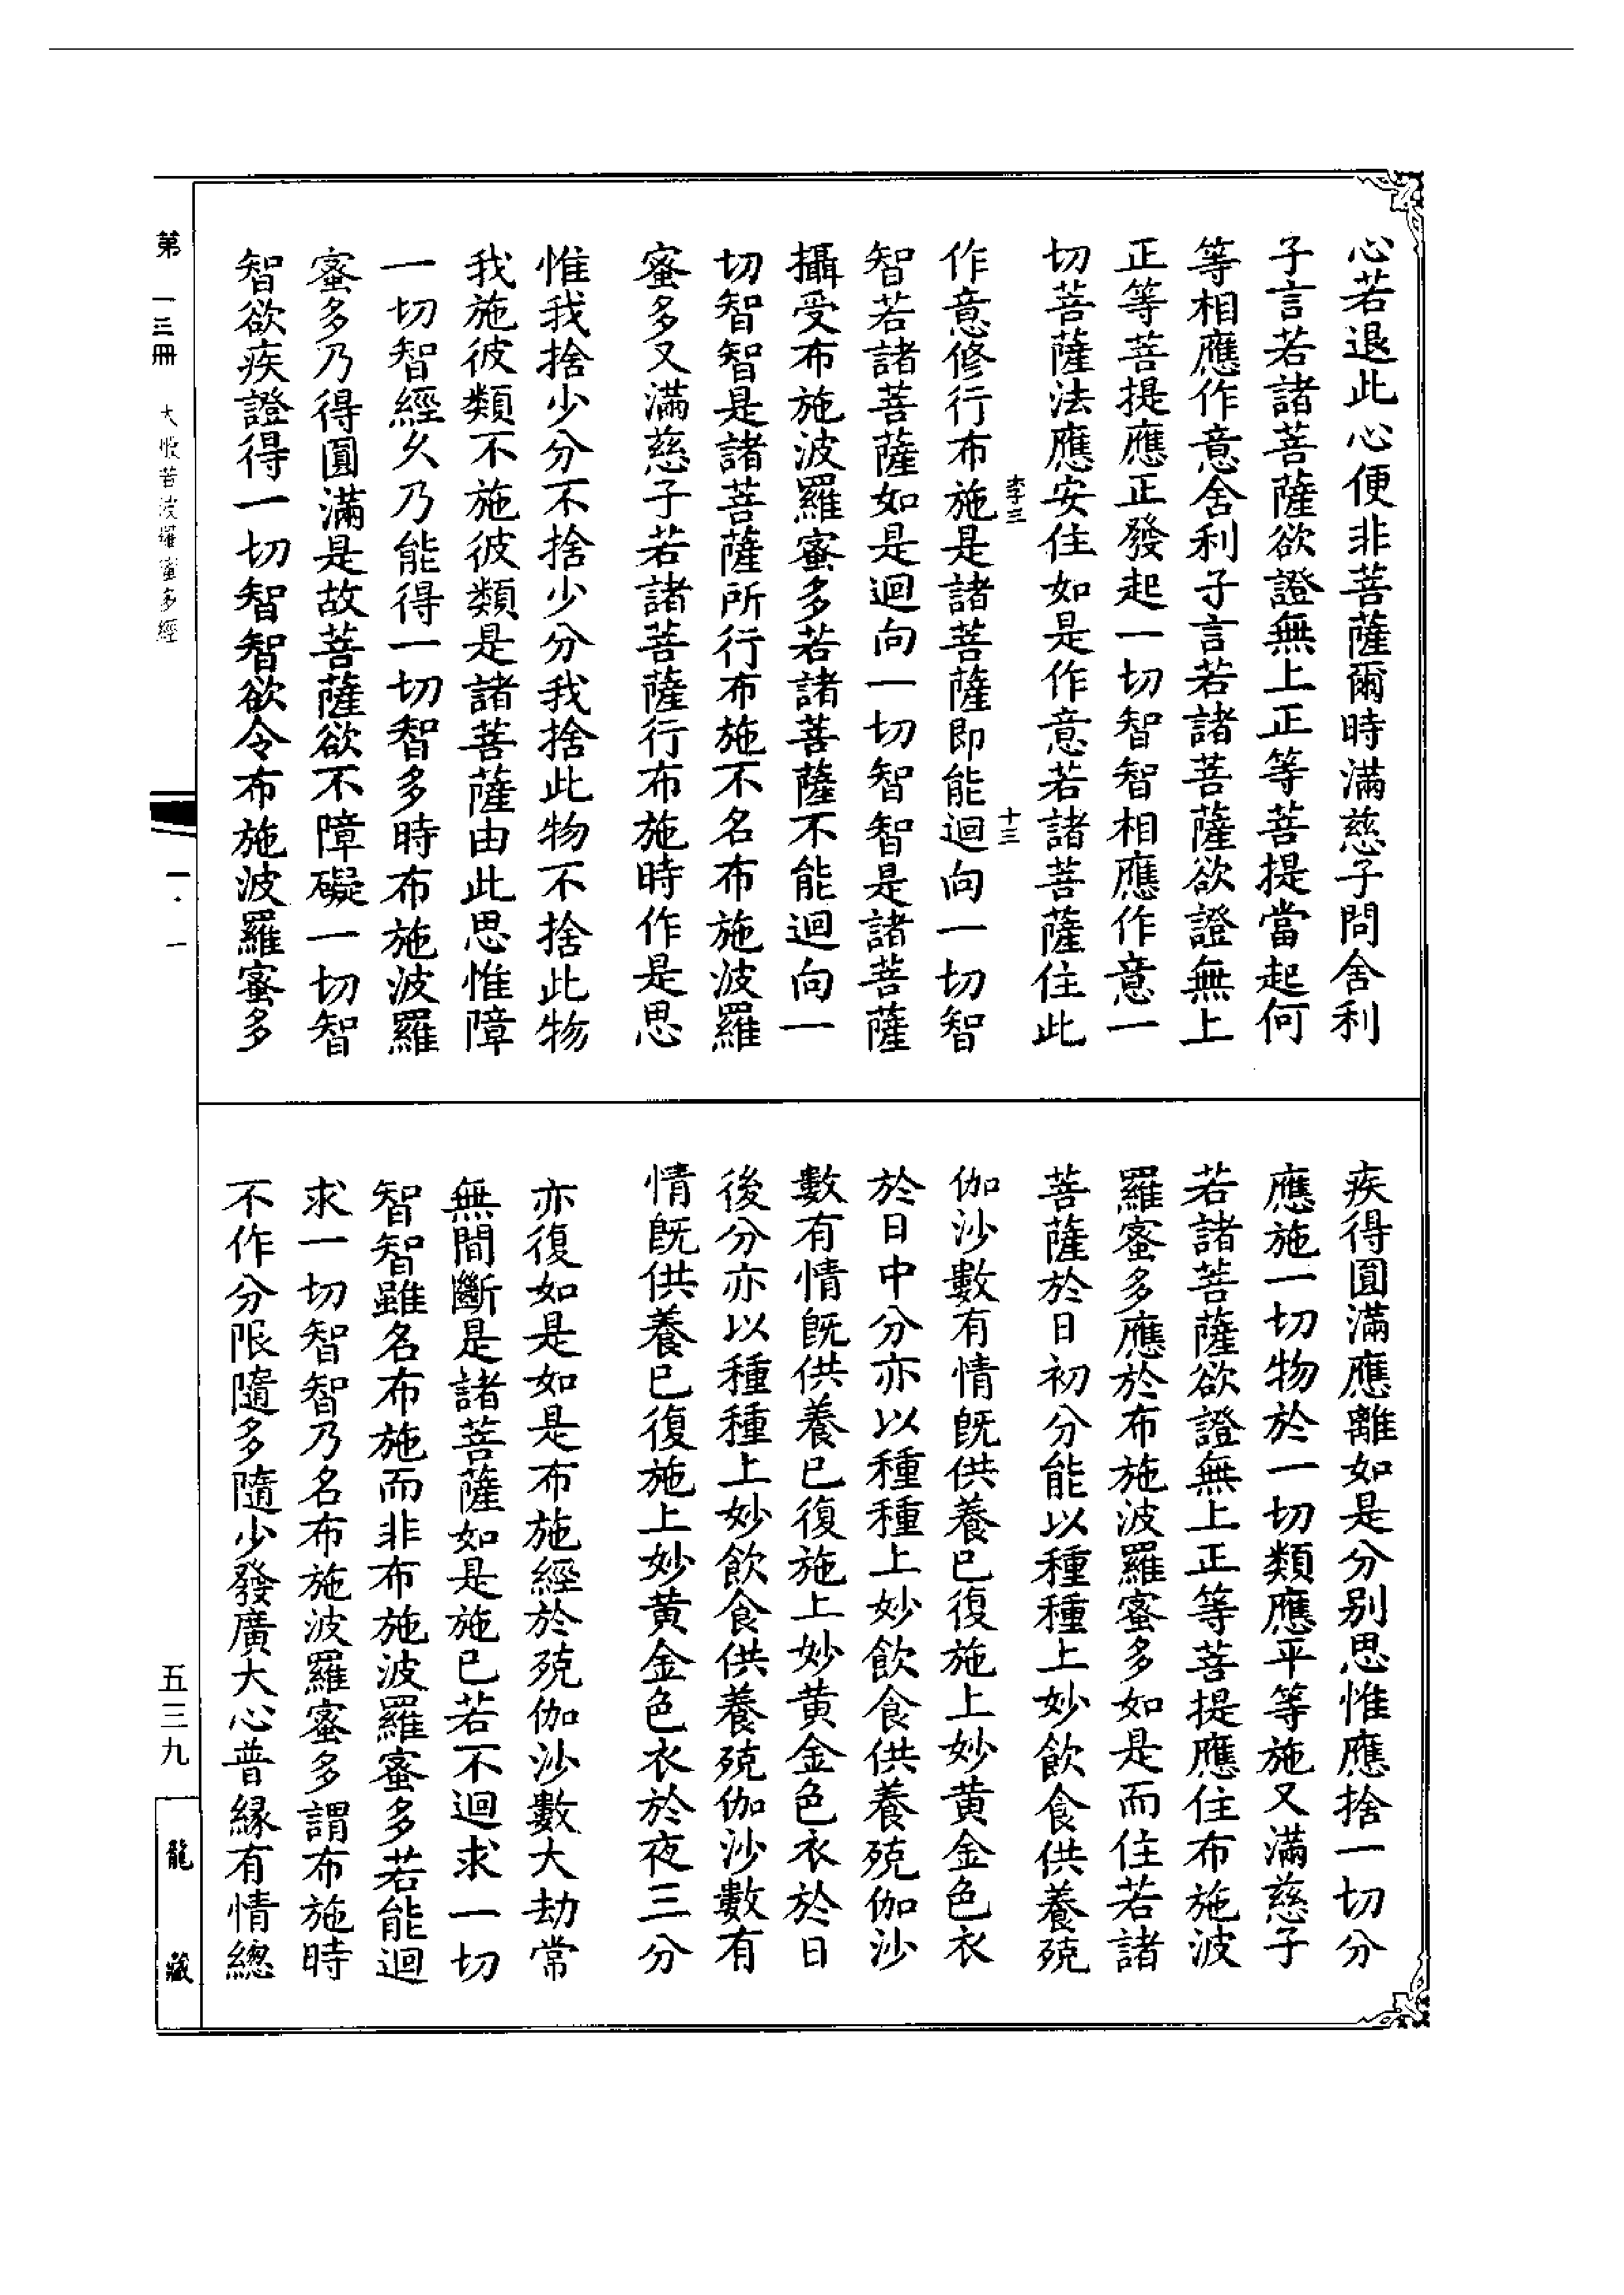 心若退此心便非菩薩爾時滿慈子問舍利
子言若諸菩薩欲證無上正等菩提當起何
等相應作意舍利子言若諸菩薩欲證無上
正等菩提應正發起一切智智相應作意一
切菩薩法應安住如是作意若諸菩薩住此
李三
十三
作意修行布施是諸菩薩即能迴向一切智
智若諸菩薩如是迴向一切智智是諸菩薩
攝受布施波羅蜜多若諸菩薩不能迴向一
切智智是諸菩薩所行布施不名布施波羅
蜜多又滿慈子若諸菩薩行布施時作是思
惟我捨少分不捨少分我捨此物不捨此物
我施彼類不施彼類是諸菩薩由此思惟障
一切智經久乃能得一切智多時布施波羅
蜜多乃得圓滿是故菩薩欲不障礙一切智
智欲疾證得一切智智欲令布施波羅蜜多
疾得圓滿應離如是分别思惟應捨一切分
應施一切物於一切類應平等施又滿慈子
若諸菩薩欲證無上正等菩提應住布施波
羅蜜多應於布施波羅蜜多如是而住若諸
菩薩於日初分能以種種上妙飲食供養殑
伽沙數有情旣供養已復施上妙黄金色衣
於日中分亦以種種上妙飲食供養殑伽沙
數有情旣供養已復施上妙黄金色衣於日
後分亦以種種上妙飲食供養殑伽沙數有
情旣供養已復施上妙黄金色衣於夜三分
亦復如是如是布施經於殑伽沙數大劫常
無間斷是諸菩薩如是施已若不迴求一切
智智雖名布施而非布施波羅蜜多若能迴
求一切智智乃名布施波羅蜜多謂布施時
不作分限隨多隨少發廣大心普緣有情總
第一三冊 大般若波羅蜜多經
一·一
五三九
龍藏